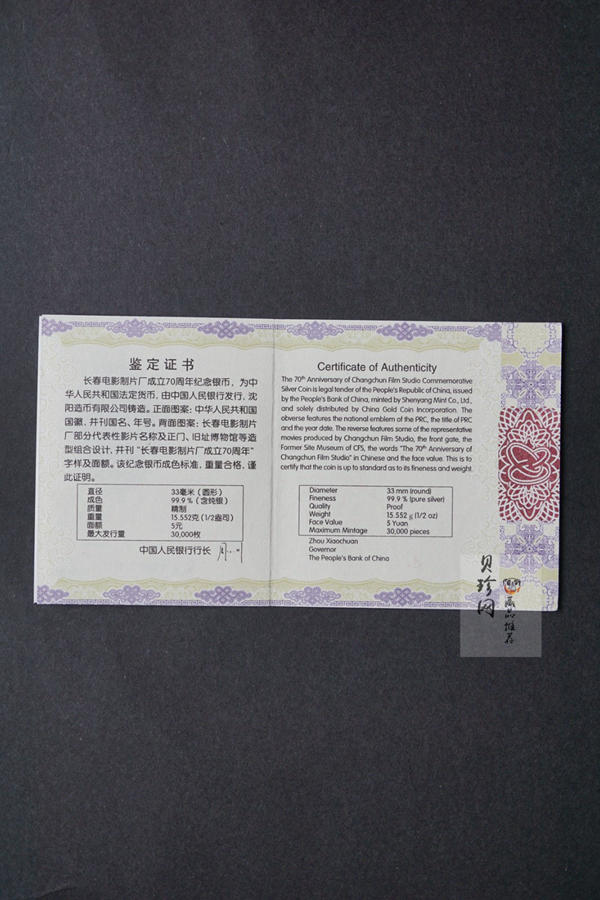 鉴定证书
长春电影制片厂成立70周年纪念银币，为中
华人民共和国法定货币，由中国人民银行发行，沈
阳造币有限公司铸造。正面图案：中华人民共和国
国徽，并刊国名、年号。背面图案：长春电影制片
厂部分代表性影片名称及正门、旧址博物馆等造
型组合设计，并刊“长春电影制片厂成立70周年”
字样及面额。该纪念银币成色标准，重量合格，谨
此证明。
直径 33毫米（圆形）
成色 99.9%（含纯银）
质量 精制
重量 15.552克（1/2盎司）
面额 5元
最大发行量 30,000枚
中国人民银行行长
Certificate of Authenticity
The 70th Anniversary of Changchun Film Studio Commemorative
Silver Coin is legal tender of the People's Republic of China, issued
by the People's Bank of China, minted by Shenyang Mint Co., Ltd.,
and solely distributed by China Gold Coin Incorporation. The
obverse features the national emblem of the PRC, the title of PRC
and the year date. The reverse features some of the representative
movies produced by Changchun Film Studio, the front gate, the
Former Site Museum of CFS, the words "The 70th Anniversary of
Changchun Film Studio" in Chinese and the face value. This is to
certify that the coin is up to standard as to its fineness and weight.
Diameter 33 mm (round)
Fineness 99.9% (pure silver)
Quality Proof
Weight 15.552 g (1/2 oz)
Face Value 5 Yuan
Maximum Mintage 30,000 pieces
Zhou Xiaochuan
Governor
The People's Bank of China
贝珍网
藏品推荐